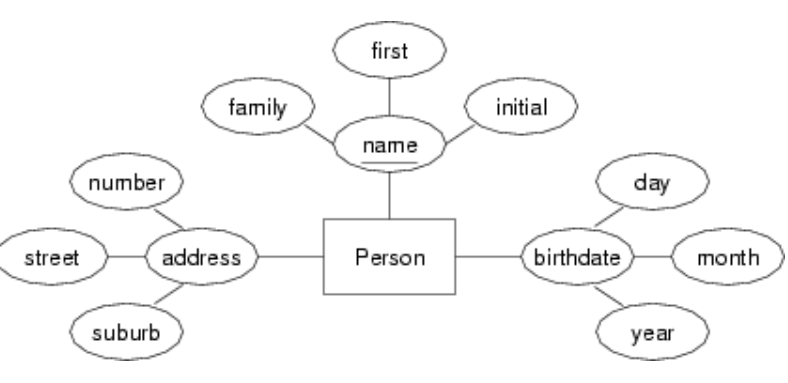 first
family
initial
name
number
day
street
address
Person
birthdate
month
suburb
year